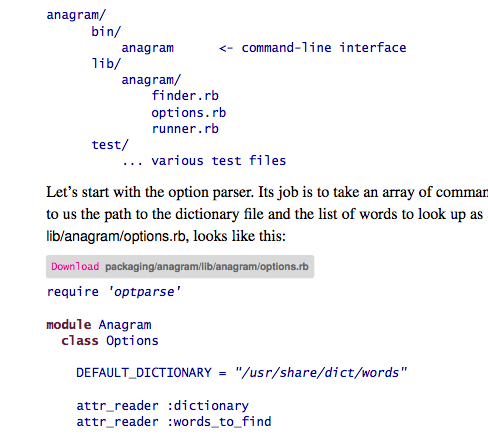 anagram/
bin/
anagram <- command-line interface
lib/
anagram/
finder.rb
options.rb
runner.rb
test/
... various test files
Let’s start with the option parser. Its job is to take an array of
to us the path to the dictionary file and the list of words to look up as
lib/anagram/options.rb, looks like this:
Download packaging/anagram/lib/anagram/options.rb
require 'optparse'
module Anagram
class Options
DEFAULT_DICTIONARY = "/usr/share/dict/words"
attr_reader :dictionary
attr_reader :words_to_find